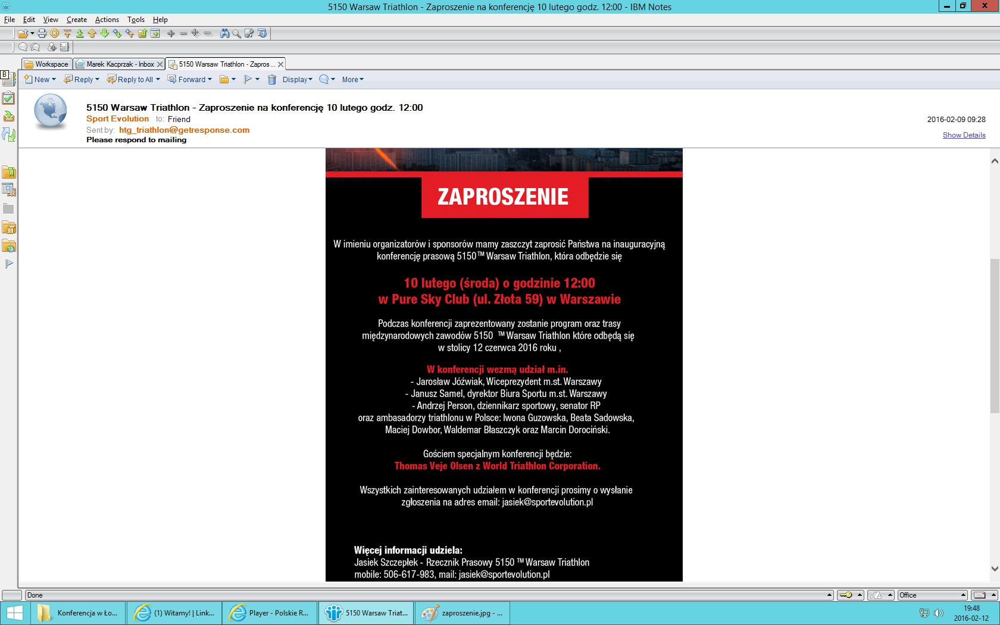 5150 Warsaw Triathlon - Zaproszenie na konferencję 10 lutego godz. 12:00 - IBM Notes
File Edit View Create Actions Tools Help
Workspace Marek Kacprzak - Inbox 5150 Warsaw Triathlon - Zapros...
B
New Reply Reply to All Forward Display More
5150 Warsaw Triathlon - Zaproszenie na konferencję 10 lutego godz. 12:00
Sport Evolution to: Friend
2016-02-09 09:28
Sent by: htg_triathlon@getresponse.com
Show Details
Please respond to mailing
ZAPROSZENIE
W imieniu organizatorów i sponsorów mamy zaszczyt zaprosić Państwa na inauguracyjną
konferencję prasową 5150™ Warsaw Triathlon, która odbędzie się
10 lutego (środa) o godzinie 12:00
w Pure Sky Club (ul. Złota 59) w Warszawie
Podczas konferencji zaprezentowany zostanie program oraz trasy
międzynarodowych zawodów 5150 ™ Warsaw Triathlon które odbędą się
w stolicy 12 czerwca 2016 roku ,
W konferencji wezmą udział m.in.
- Jarosław Jóźwiak, Wiceprezydent m.st. Warszawy
- Janusz Samel, dyrektor Biura Sportu m.st. Warszawy
- Andrzej Person, dziennikarz sportowy, senator RP
oraz ambasadorzy triathlonu w Polsce: Iwona Guzowska, Beata Sadowska,
Maciej Dowbor, Waldemar Błaszczyk oraz Marcin Dorociński.
Gościem specjalnym konferencji będzie:
Thomas Veje Olsen z World Triathlon Corporation.
Wszystkich zainteresowanych udziałem w konferencji prosimy o wysłanie
zgłoszenia na adres email: jasiek@sportevolution.pl
Więcej informacji udziela:
Jasiek Szczepłek - Rzecznik Prasowy 5150 ™ Warsaw Triathlon
mobile: 506-617-983, mail: jasiek@sportevolution.pl
Done
Office
Konferencja w Ło... (1) Witamy! | Link... Player - Polskie R... 5150 Warsaw Triat... zaproszenie.jpg - ...
19:48
2016-02-12